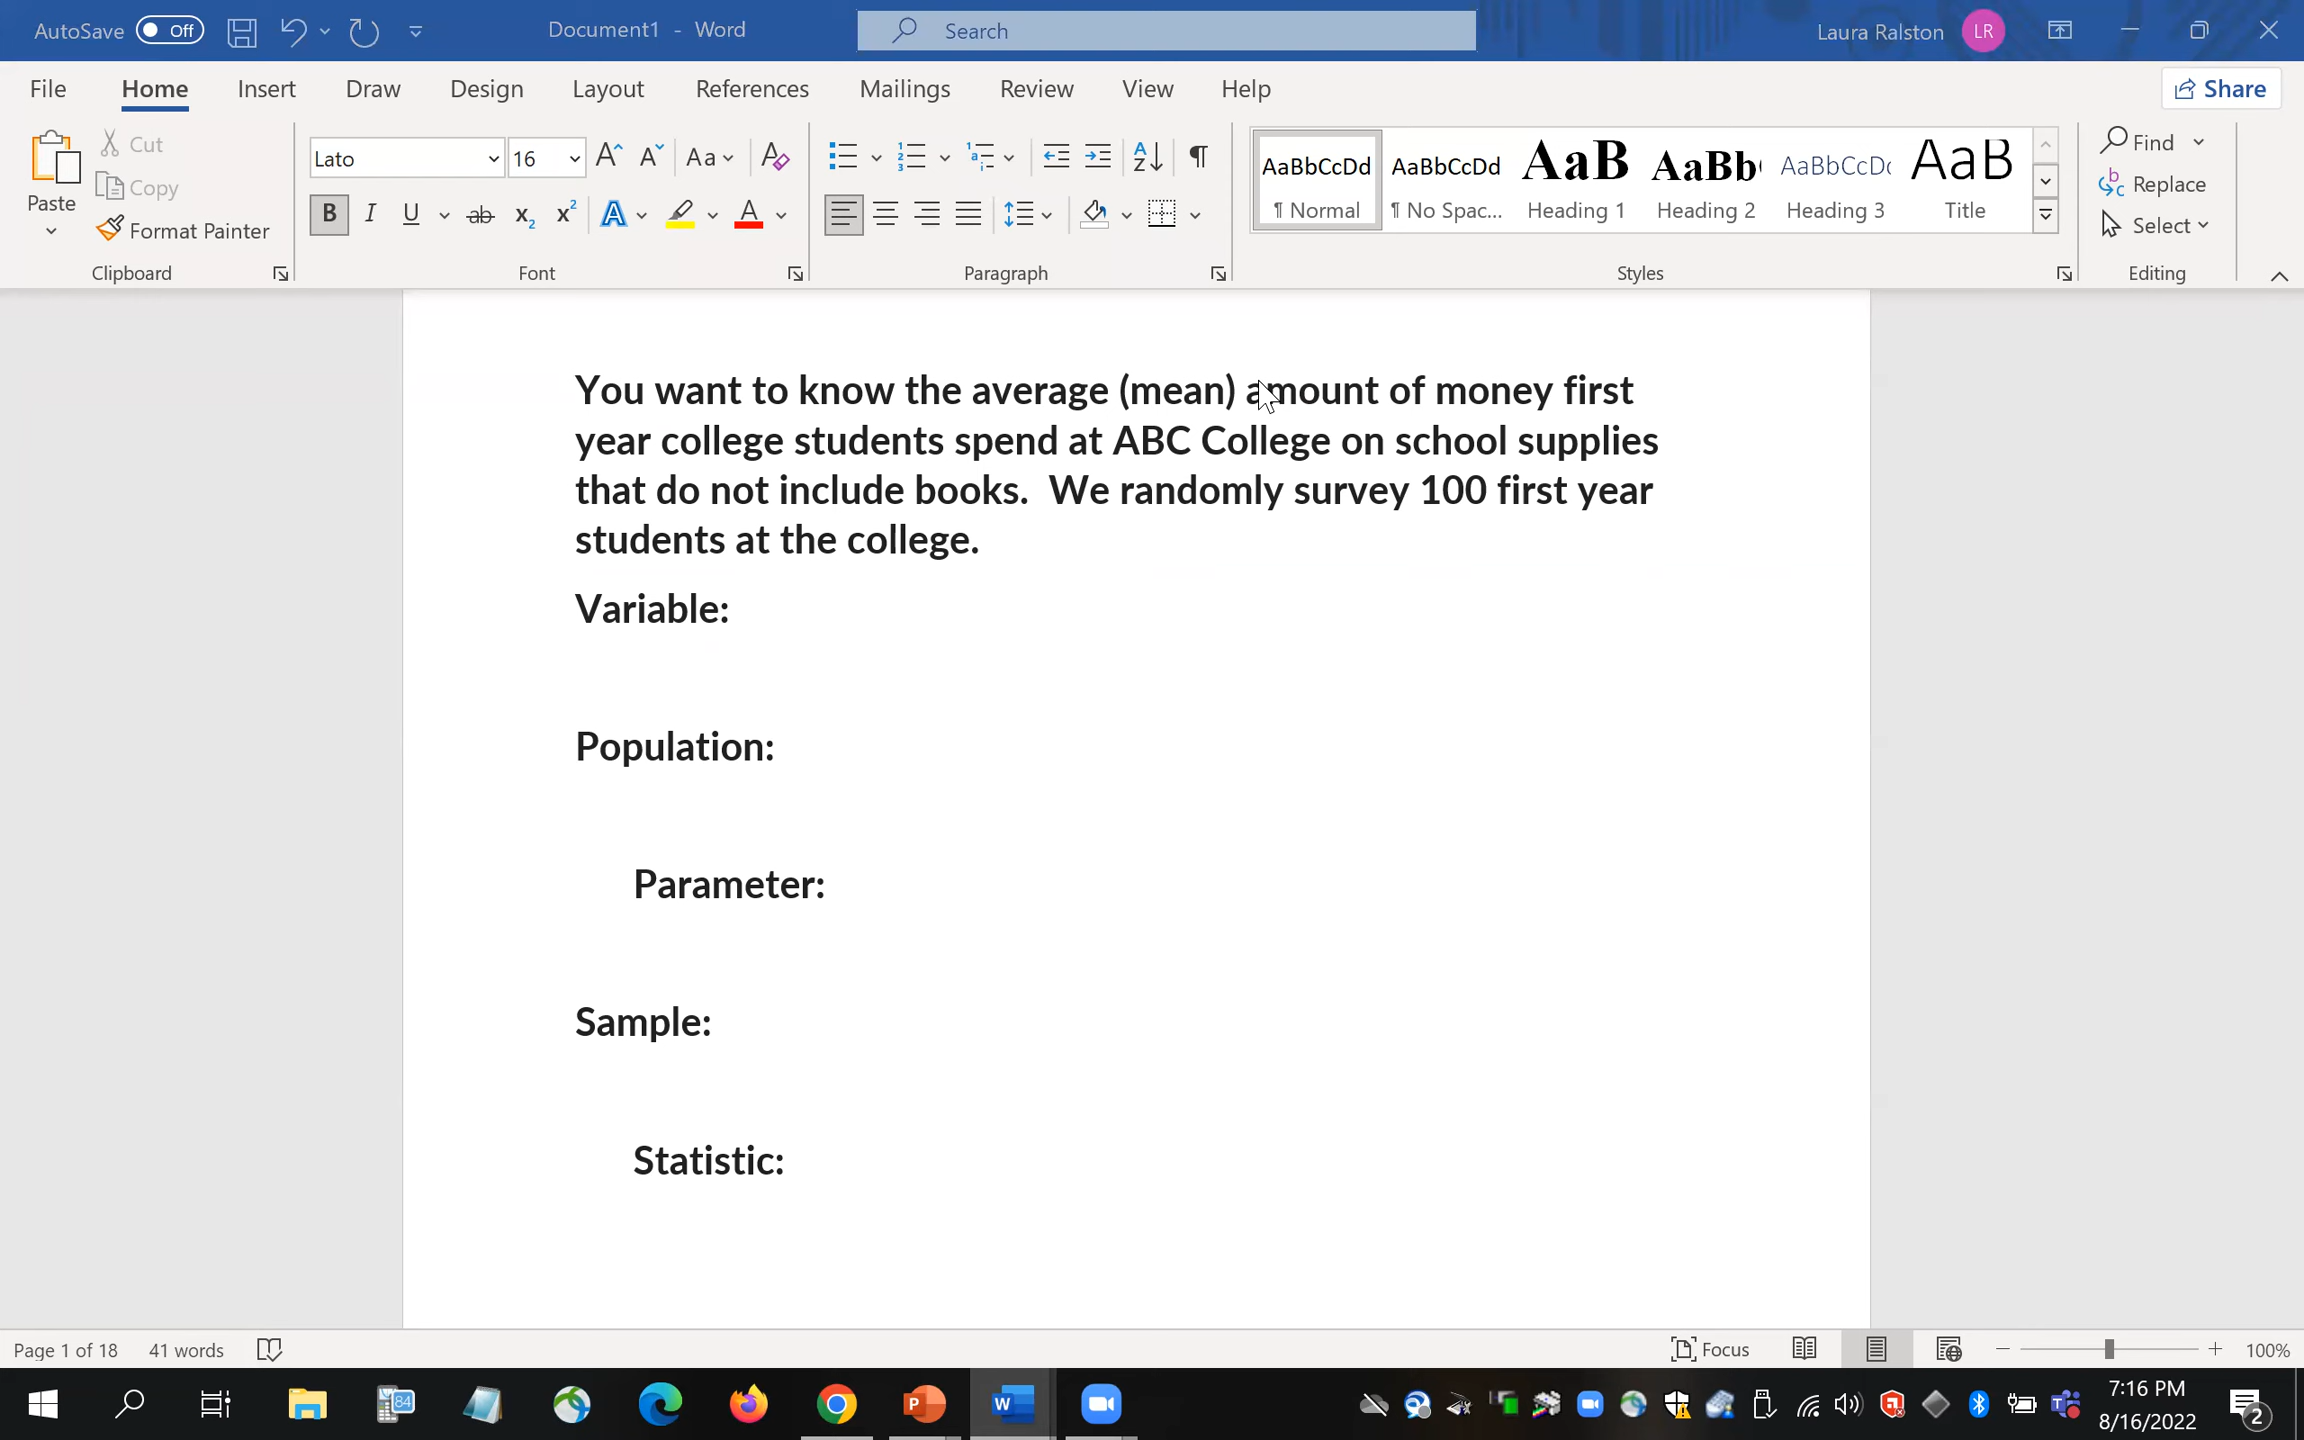 AutoSave Off Document1 - Word Search Laura Ralston LR
File Home Insert Draw Design Layout References Mailings Review View Help Share
Paste Cut Copy Format Painter Clipboard
Lato 16 Aa Font
Paragraph
AaBbCcDd AaBbCcDd AaB AaBb AaBbCcD AaB
¶ Normal ¶ No Spac... Heading 1 Heading 2 Heading 3 Title
Styles
Find
Replace
Select
Editing
You want to know the average (mean) amount of money first
year college students spend at ABC College on school supplies
that do not include books. We randomly survey 100 first year
students at the college.
Variable:
Population:
Parameter:
Sample:
Statistic:
Page 1 of 18 41 words Focus 100%
84
7:16 PM
8/16/2022
2